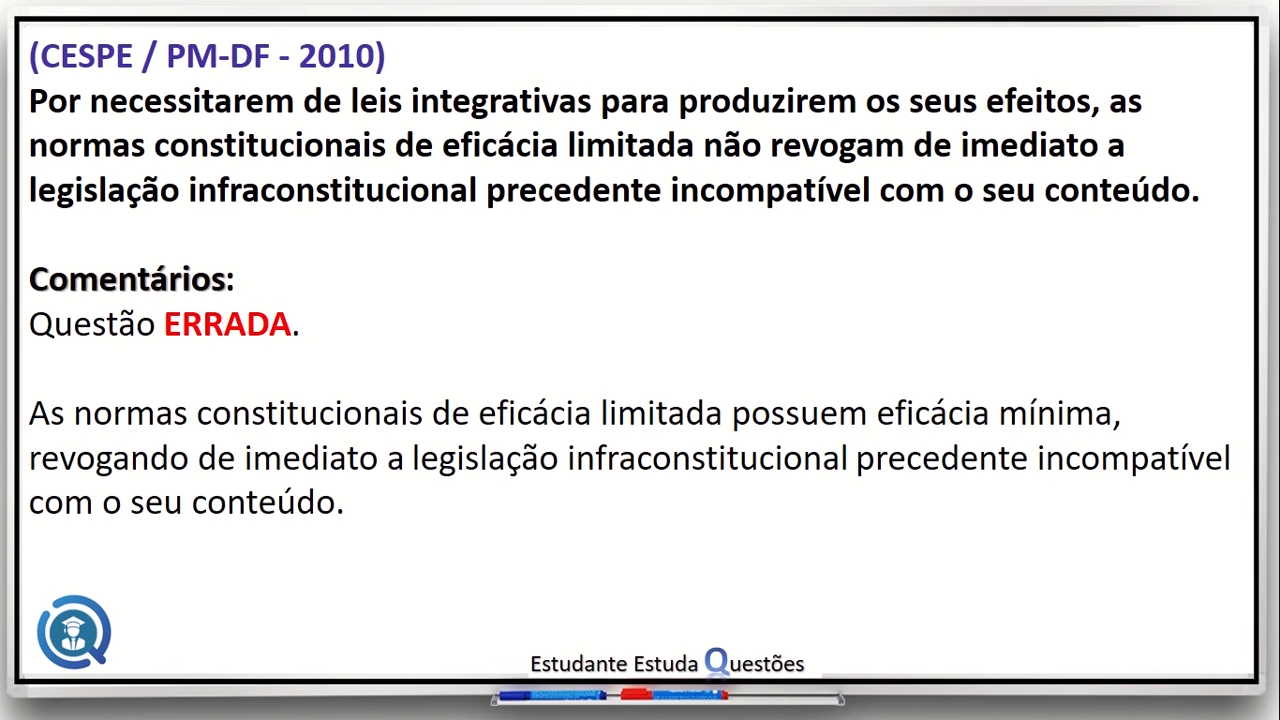 (CESPE / PM-DF - 2010)
Por necessitarem de leis integrativas para produzirem os seus efeitos, as
normas constitucionais de eficácia limitada não revogam de imediato a
legislação infraconstitucional precedente incompatível com o seu conteúdo.
Comentários:
Questão ERRADA.
As normas constitucionais de eficácia limitada possuem eficácia mínima,
revogando de imediato a legislação infraconstitucional precedente incompatível
com o seu conteúdo.
Estudante Estuda Questões